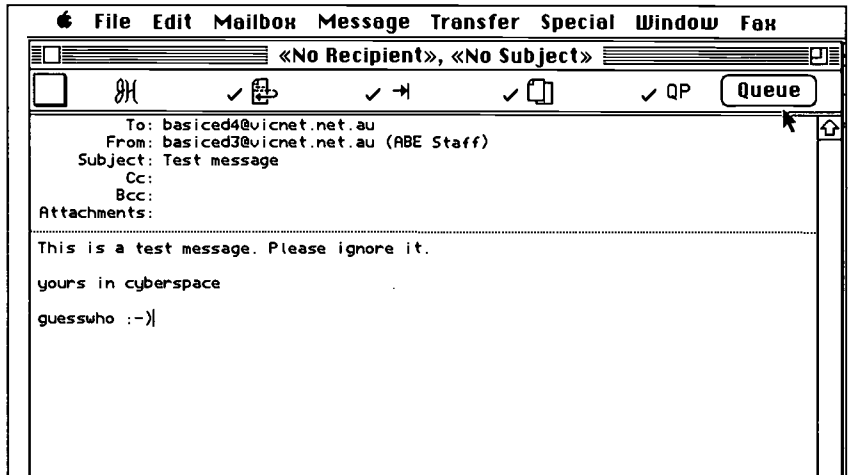 File Edit Mailbox Message Transfer Special Window Fax
«No Recipient», «No Subject»
QP Queue
To: basiced4@vicnet.net.au
From: basiced3@vicnet.net.au (ABE Staff)
Subject: Test message
Cc:
Bcc:
Attachments:
This is a test message. Please ignore it.
yours in cyberspace
guesswho :-)